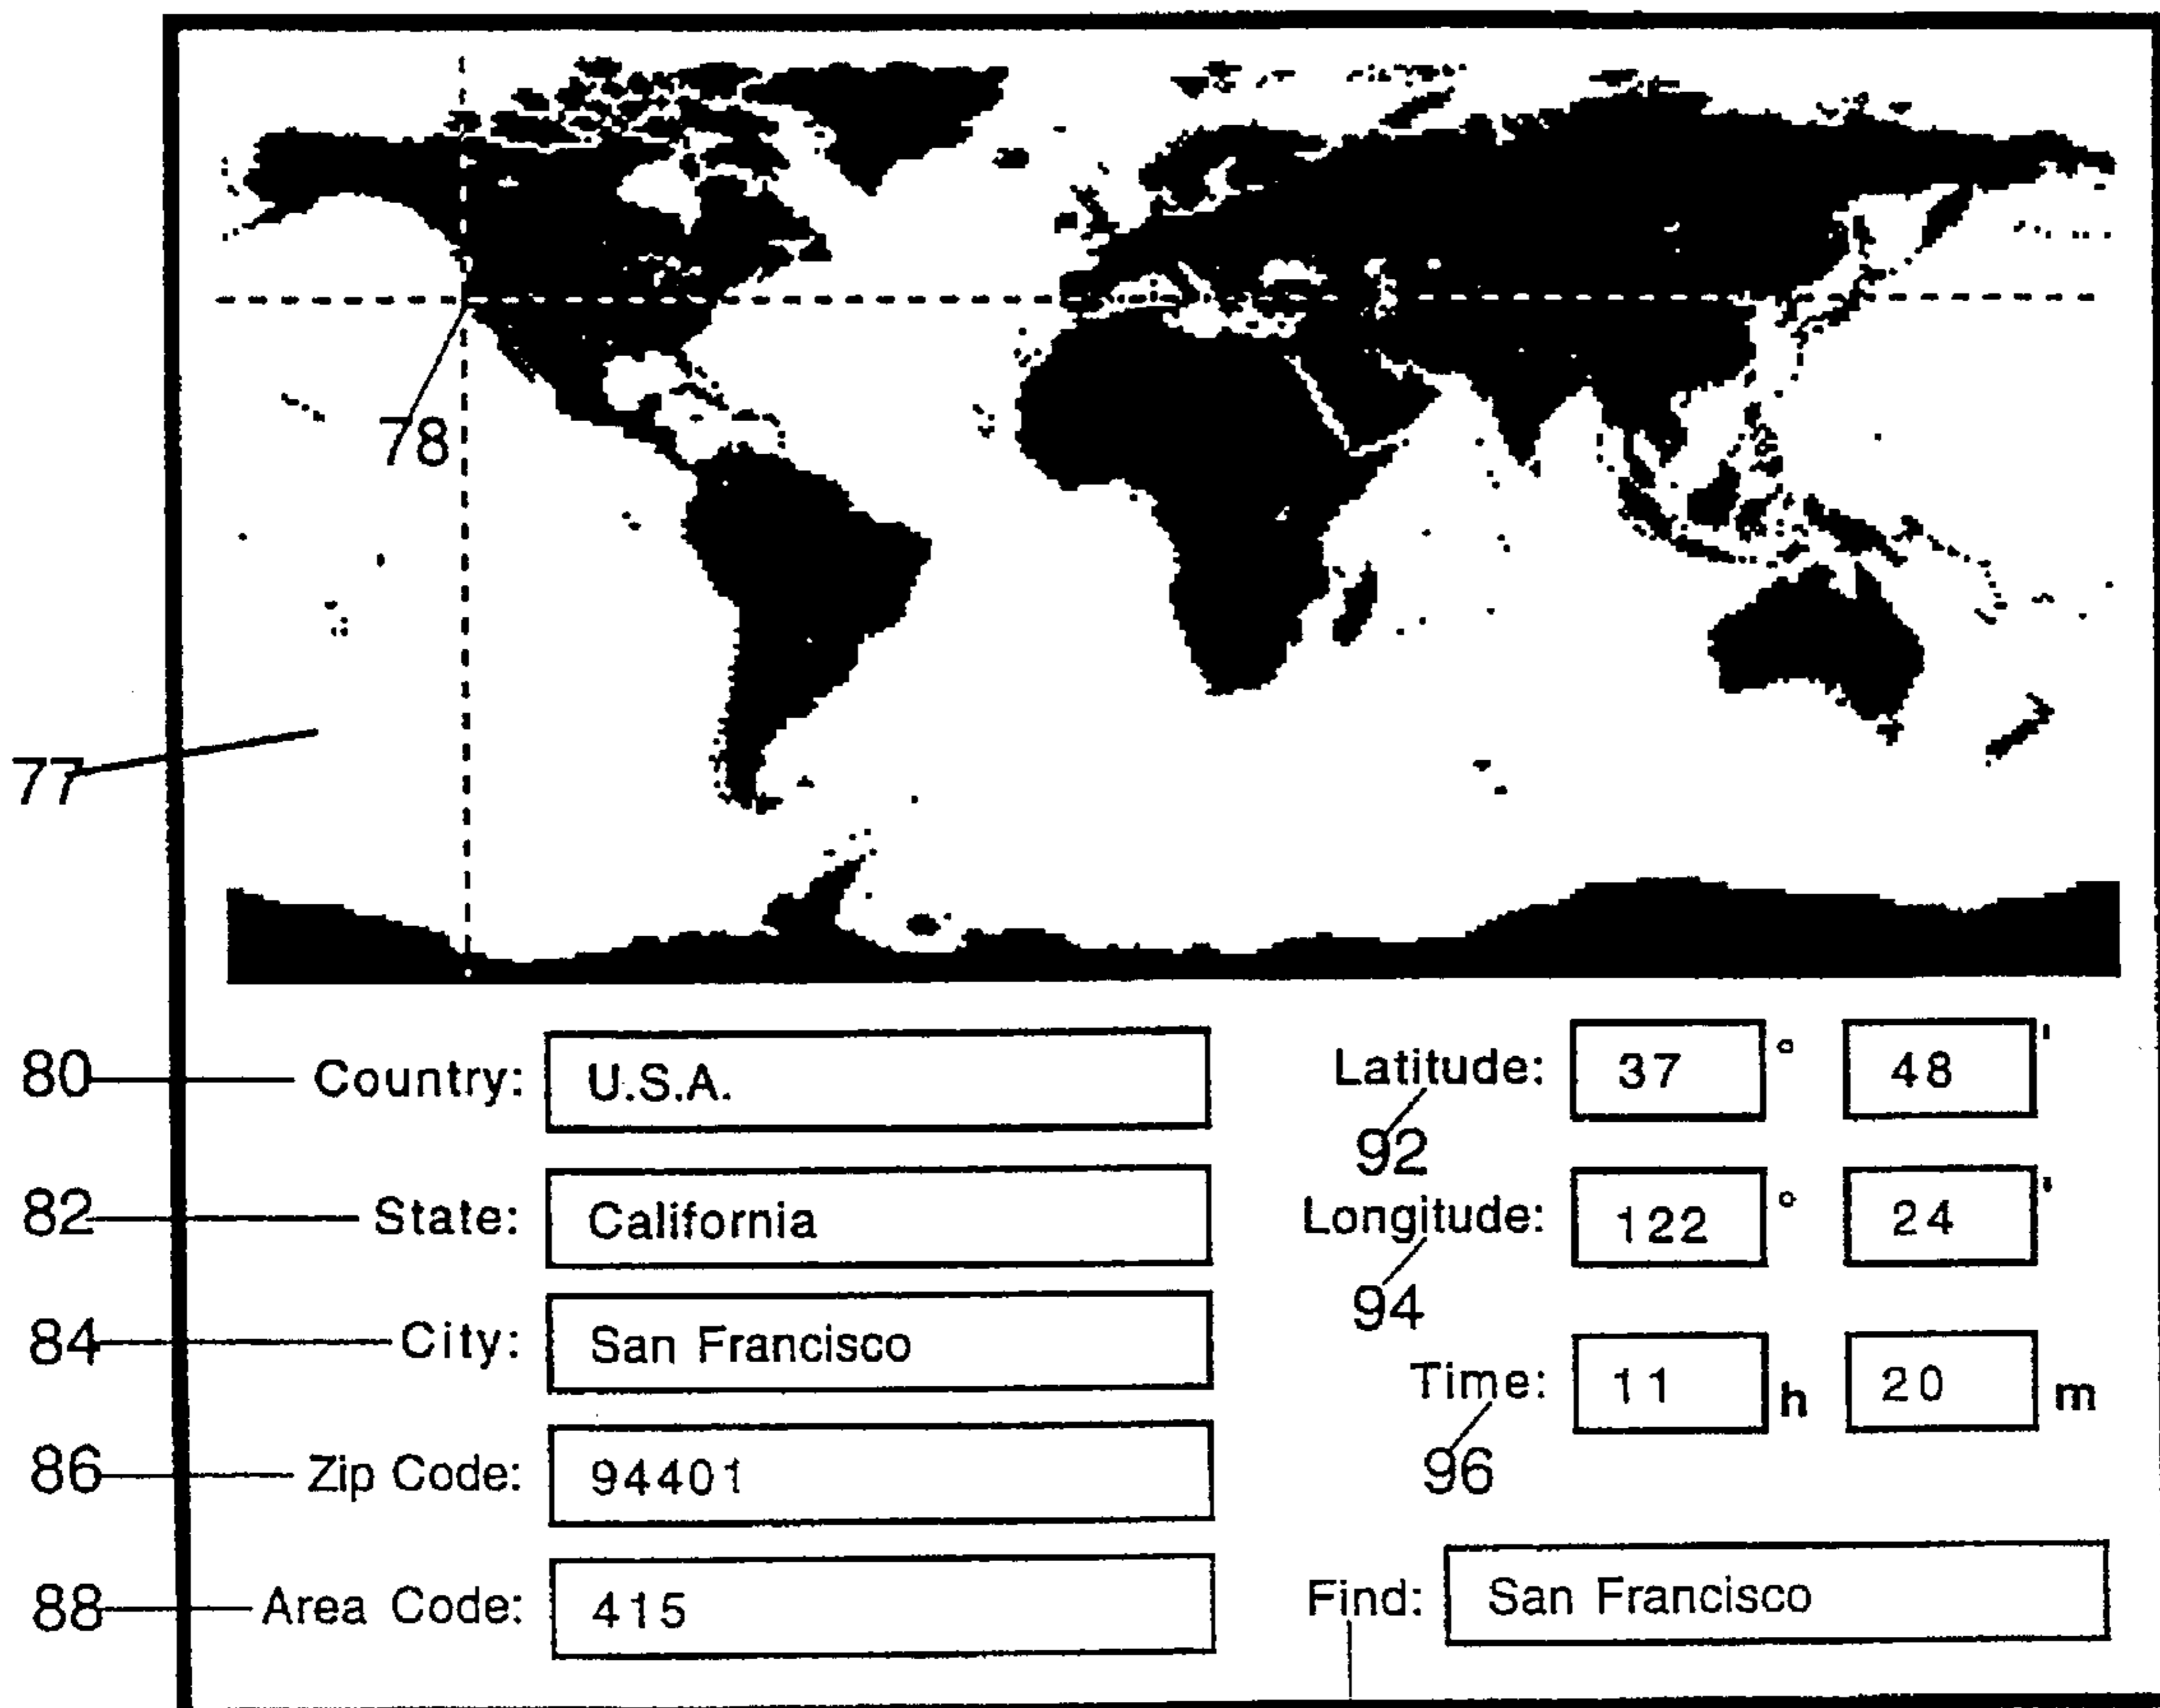 78
77
80 Country: U.S.A. Latitude: 37 ° 48 '
92
82 State: California Longitude: 122 ° 24 '
94
84 City: San Francisco Time: 11 h 20 m
96
86 Zip Code: 94401
88 Area Code: 415 Find: San Francisco